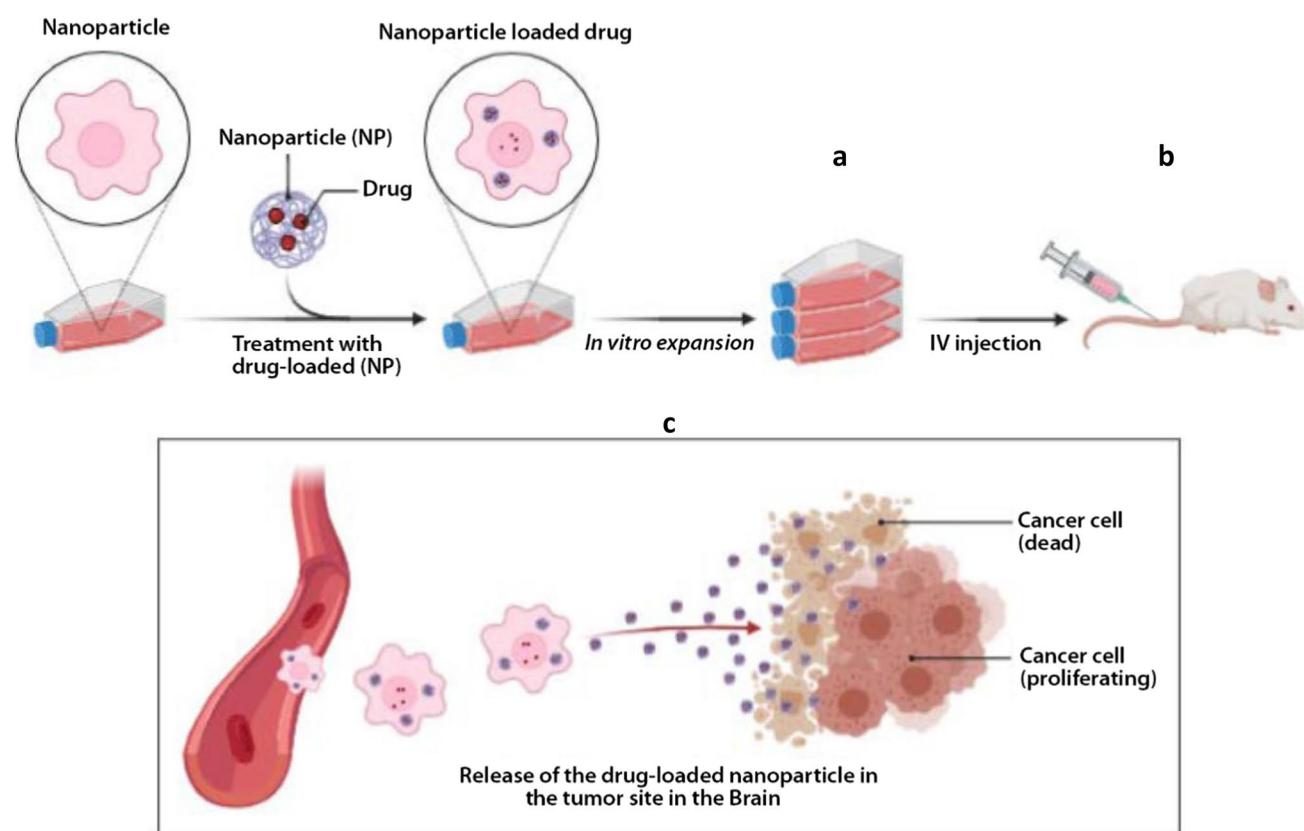 Nanoparticle
Nanoparticle loaded drug
Nanoparticle (NP)
Drug
a
b
Treatment with
drug-loaded (NP)
In vitro expansion
IV injection
c
Cancer cell
(dead)
Cancer cell
(proliferating)
Release of the drug-loaded nanoparticle in
the tumor site in the Brain